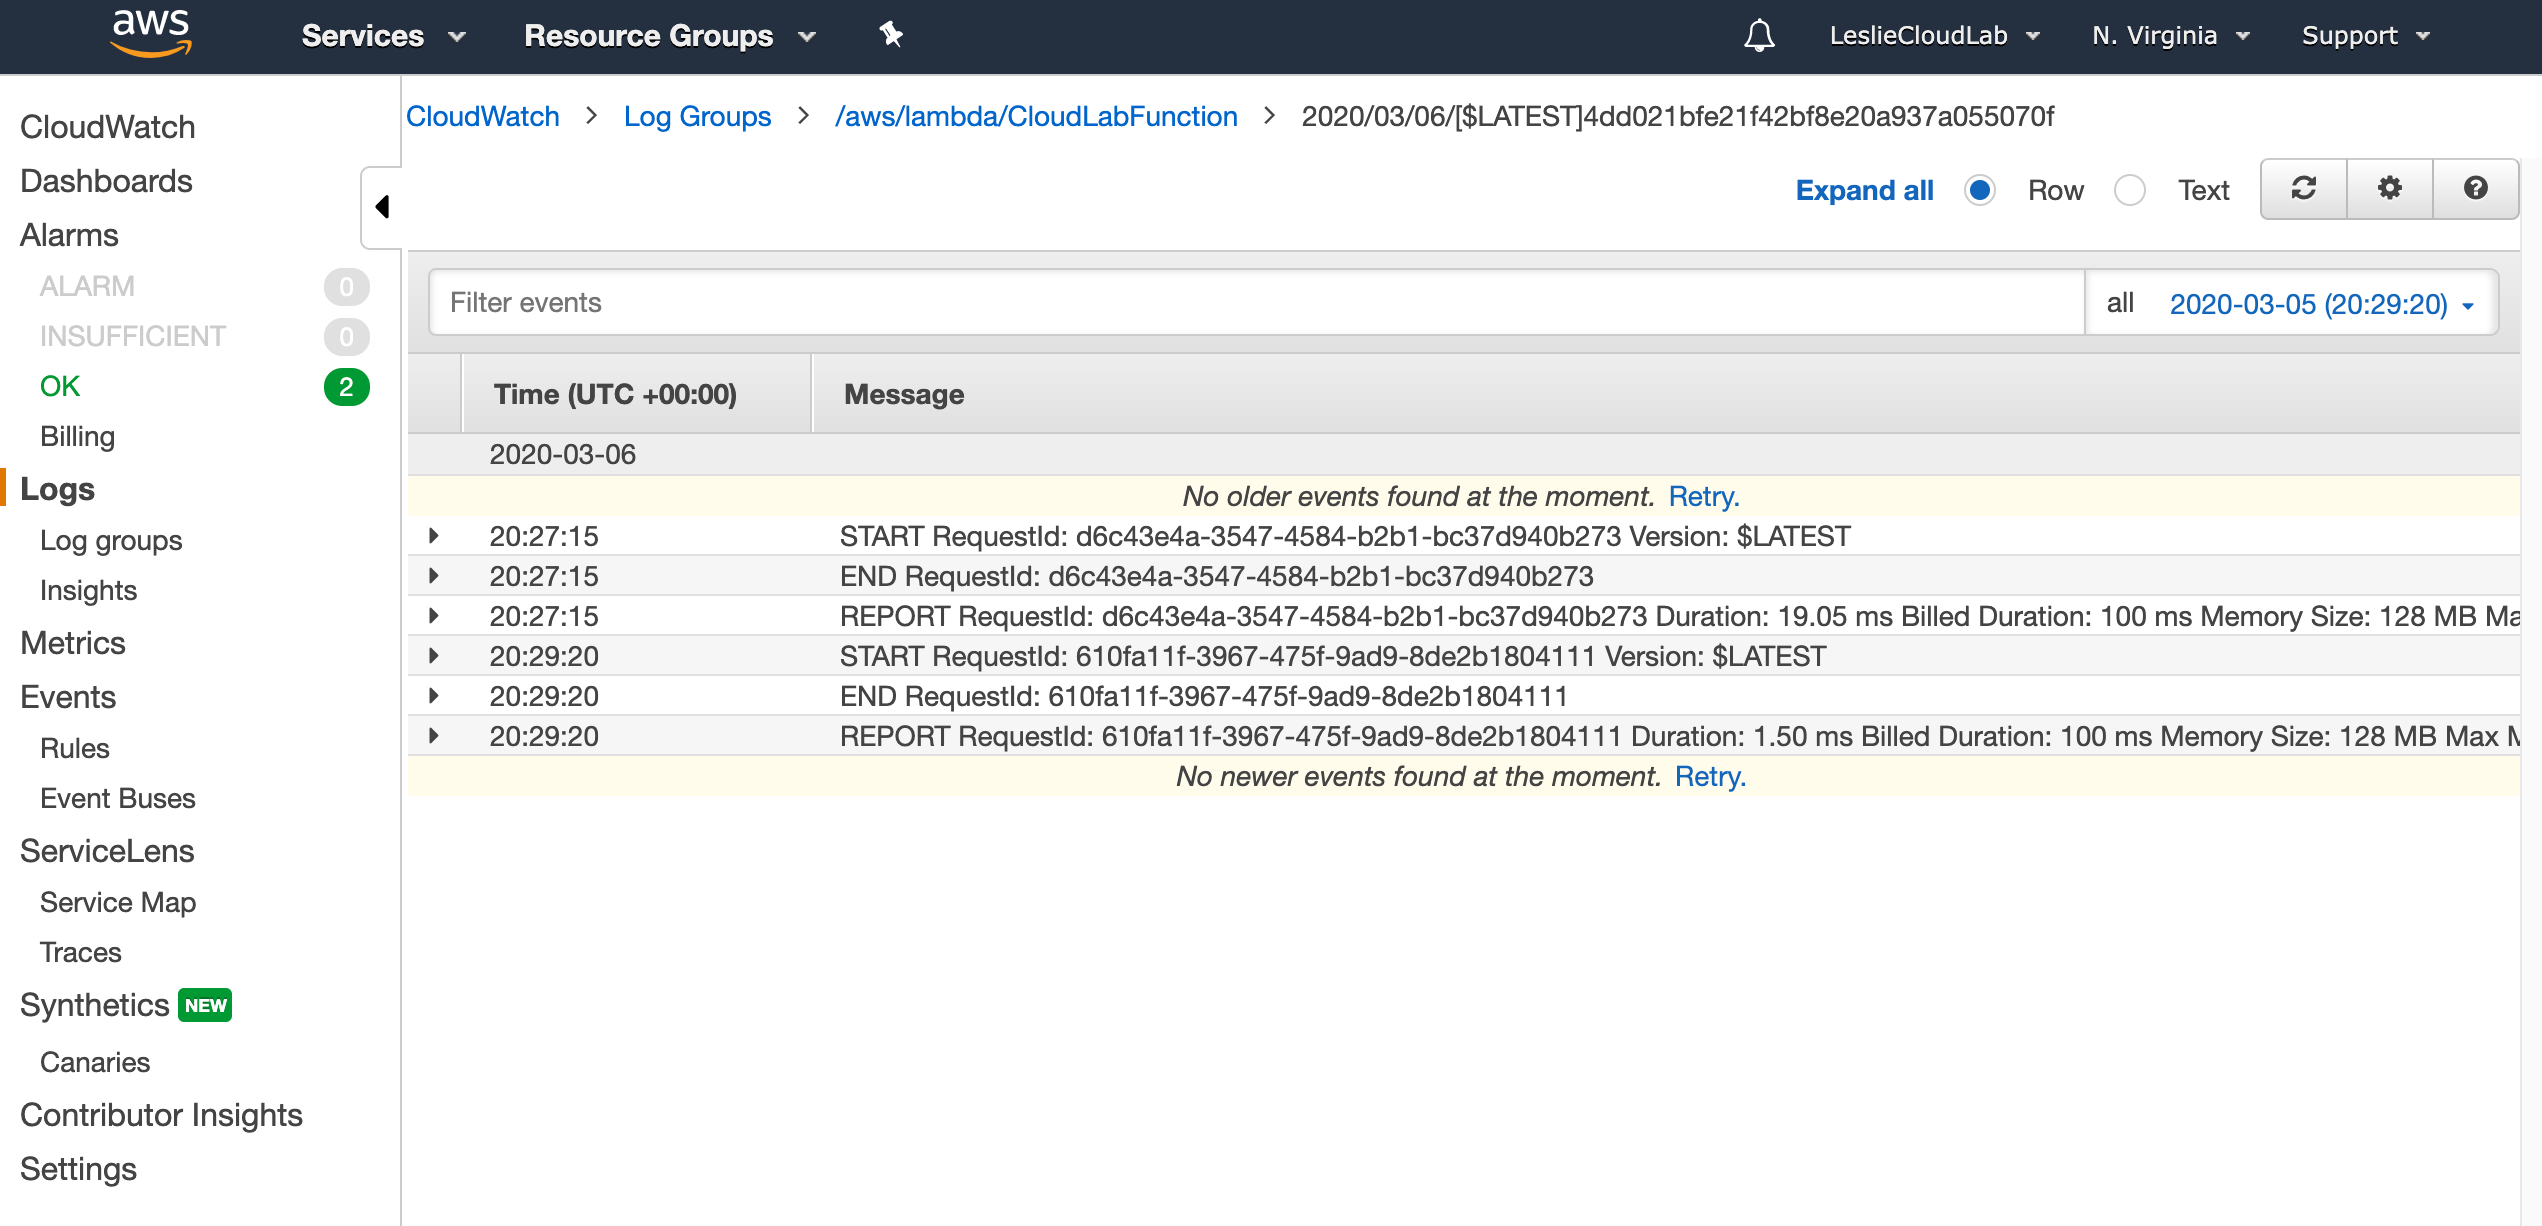 aws Services Resource Groups LeslieCloudLab N. Virginia Support
CloudWatch
Dashboards
Alarms
ALARM 0
INSUFFICIENT 0
OK 2
Billing
Logs
Log groups
Insights
Metrics
Events
Rules
Event Buses
ServiceLens
Service Map
Traces
Synthetics NEW
Canaries
Contributor Insights
Settings
CloudWatch > Log Groups > /aws/lambda/CloudLabFunction > 2020/03/06/[$LATEST]4dd021bfe21f42bf8e20a937a055070f
Expand all Row Text
Filter events all 2020-03-05 (20:29:20)
Time (UTC +00:00) Message
2020-03-06
No older events found at the moment. Retry.
20:27:15 START RequestId: d6c43e4a-3547-4584-b2b1-bc37d940b273 Version: $LATEST
20:27:15 END RequestId: d6c43e4a-3547-4584-b2b1-bc37d940b273
20:27:15 REPORT RequestId: d6c43e4a-3547-4584-b2b1-bc37d940b273 Duration: 19.05 ms Billed Duration: 100 ms Memory Size: 128 MB Ma
20:29:20 START RequestId: 610fa11f-3967-475f-9ad9-8de2b1804111 Version: $LATEST
20:29:20 END RequestId: 610fa11f-3967-475f-9ad9-8de2b1804111
20:29:20 REPORT RequestId: 610fa11f-3967-475f-9ad9-8de2b1804111 Duration: 1.50 ms Billed Duration: 100 ms Memory Size: 128 MB Max M
No newer events found at the moment. Retry.